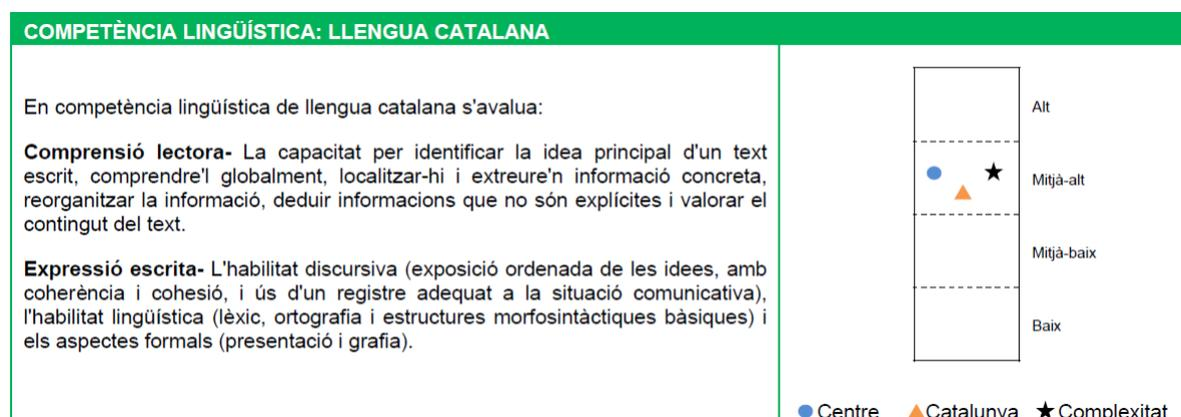 COMPETÈNCIA LINGÜÍSTICA: LLENGUA CATALANA
En competència lingüística de llengua catalana s'avalua:
Comprensió lectora- La capacitat per identificar la idea principal d'un text
escrit, comprendre'l globalment, localitzar-hi i extreure'n informació concreta,
reorganitzar la informació, deduir informacions que no són explícites i valorar el
contingut del text.
Expressió escrita- L'habilitat discursiva (exposició ordenada de les idees, amb
coherència i cohesió, i ús d'un registre adequat a la situació comunicativa),
l'habilitat lingüística (lèxic, ortografia i estructures morfosintàctiques bàsiques) i
els aspectes formals (presentació i grafia).
Alt
Mitjà-alt
Mitjà-baix
Baix
Centre Catalunya Complexitat